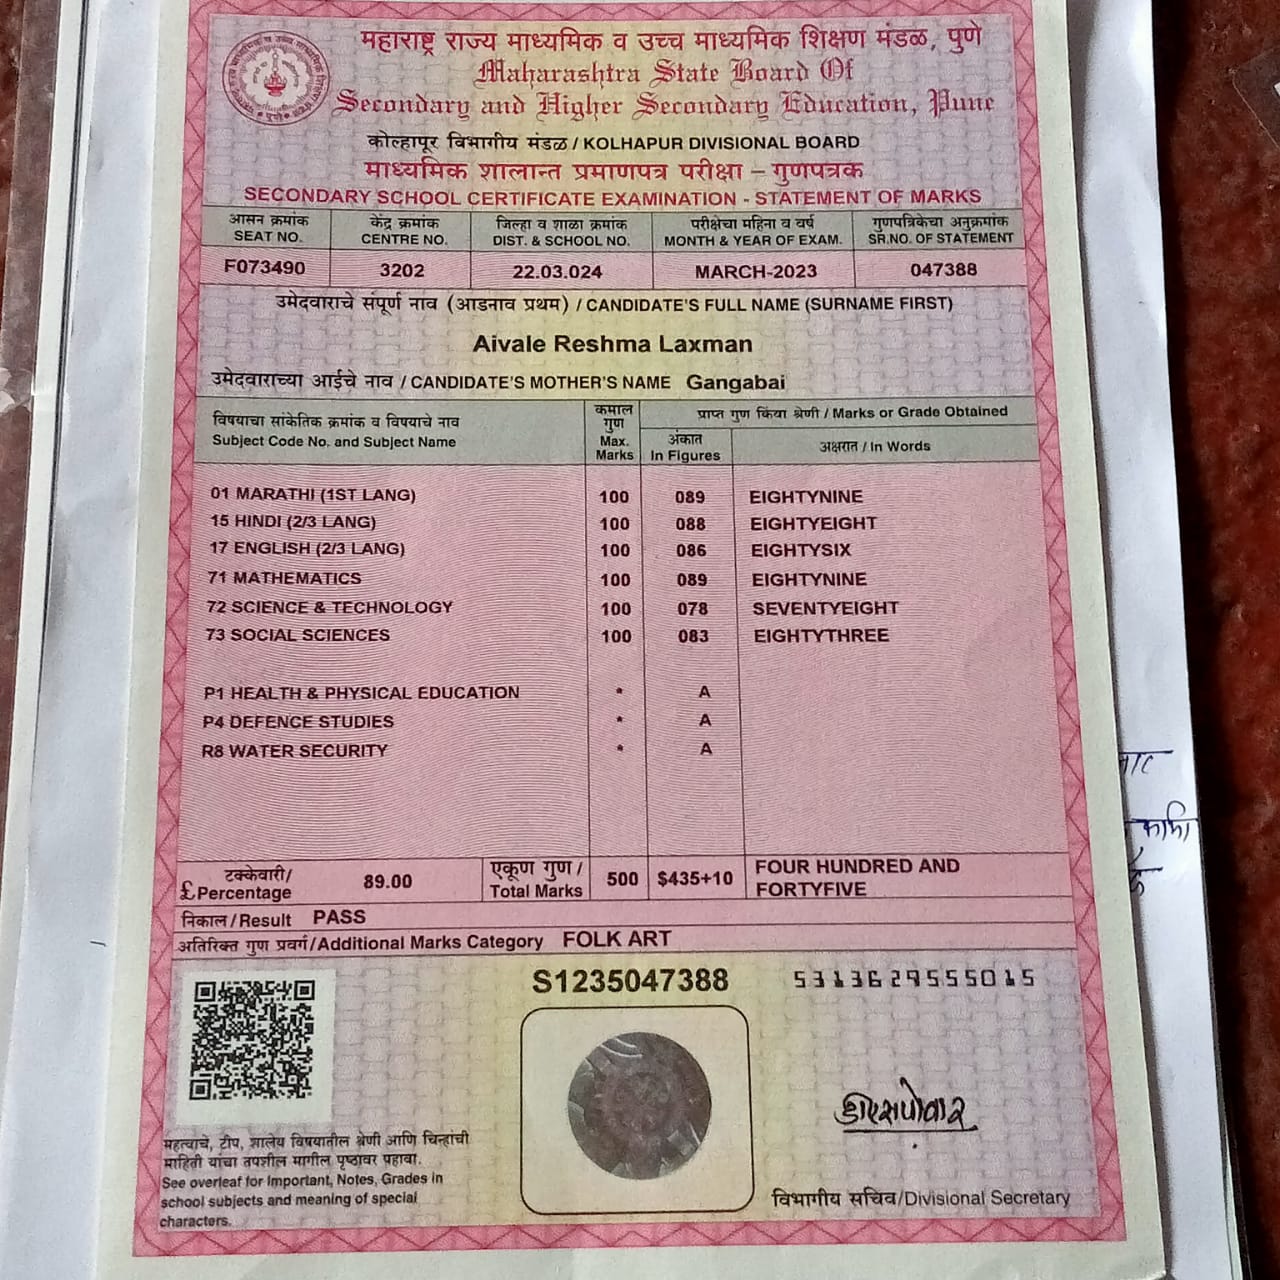 महाराष्ट्र राज्य माध्यमिक व उच्च माध्यमिक शिक्षण मंडळ, पुणे
Maharashtra State Board Of
Secondary and Higher Secondary Education, Pune
कोल्हापूर विभागीय मंडळ / KOLHAPUR DIVISIONAL BOARD
माध्यमिक शालान्त प्रमाणपत्र परीक्षा – गुणपत्रक
SECONDARY SCHOOL CERTIFICATE EXAMINATION - STATEMENT OF MARKS
आसन क्रमांक केंद्र क्रमांक जिल्हा व शाळा क्रमांक परीक्षेचा महिना व वर्ष गुणपत्रिकेचा अनुक्रमांक
SEAT NO. CENTRE NO. DIST. & SCHOOL NO. MONTH & YEAR OF EXAM. SR.NO. OF STATEMENT
F073490 3202 22.03.024 MARCH-2023 047388
उमेदवाराचे संपूर्ण नाव (आडनाव प्रथम) / CANDIDATE'S FULL NAME (SURNAME FIRST)
Aivale Reshma Laxman
उमेदवाराच्या आईचे नाव / CANDIDATE'S MOTHER'S NAME Gangabai
विषयाचा सांकेतिक क्रमांक व विषयाचे नाव
Subject Code No. and Subject Name
कमाल
गुण
Max.
Marks
प्राप्त गुण किंवा श्रेणी / Marks or Grade Obtained
अंकात
In Figures
अक्षरात / In Words
01 MARATHI (1ST LANG) 100 089 EIGHTYNINE
15 HINDI (2/3 LANG) 100 088 EIGHTYEIGHT
17 ENGLISH (2/3 LANG) 100 086 EIGHTYSIX
71 MATHEMATICS 100 089 EIGHTYNINE
72 SCIENCE & TECHNOLOGY 100 078 SEVENTYEIGHT
73 SOCIAL SCIENCES 100 083 EIGHTYTHREE
P1 HEALTH & PHYSICAL EDUCATION * A
P4 DEFENCE STUDIES * A
R8 WATER SECURITY * A
टक्केवारी/
£Percentage
89.00
एकूण गुण /
Total Marks
500 $435+10
FOUR HUNDRED AND
FORTYFIVE
निकाल/Result PASS
अतिरिक्त गुण प्रवर्ग/Additional Marks Category FOLK ART
S1235047388 5313629555015
महत्वाचे, टीप, शालेय विषयातील श्रेणी आणि चिन्हांची
माहिती यांचा तपशील मागील पृष्ठावर पहावा.
See overleaf for Important, Notes, Grades in
school subjects and meaning of special
characters.
विभागीय सचिव/Divisional Secretary